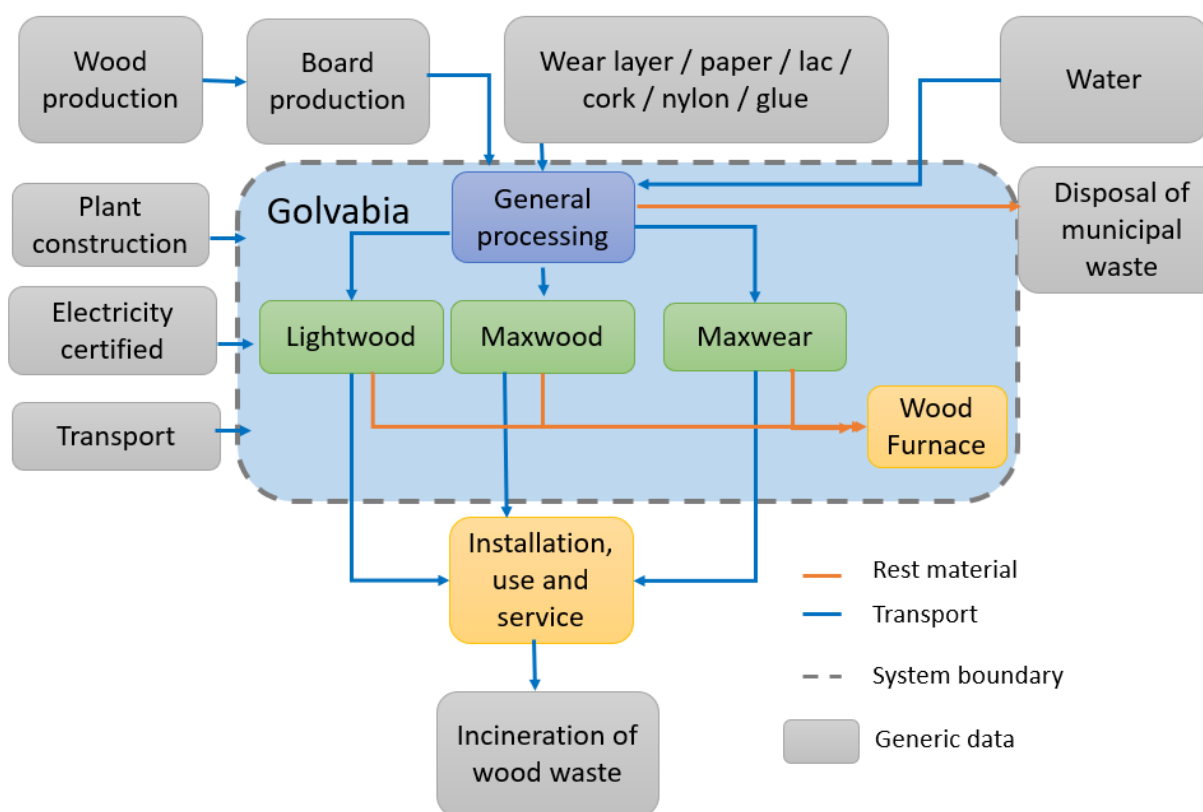 Wood
production
Board
production
Wear layer / paper / lac /
cork / nylon / glue
Water
Plant
construction
Golvabia
General
processing
Disposal of
municipal
waste
Electricity
certified
Lightwood
Maxwood
Maxwear
Transport
Wood
Furnace
Installation,
use and
service
Rest material
Transport
System boundary
Generic data
Incineration of
wood waste